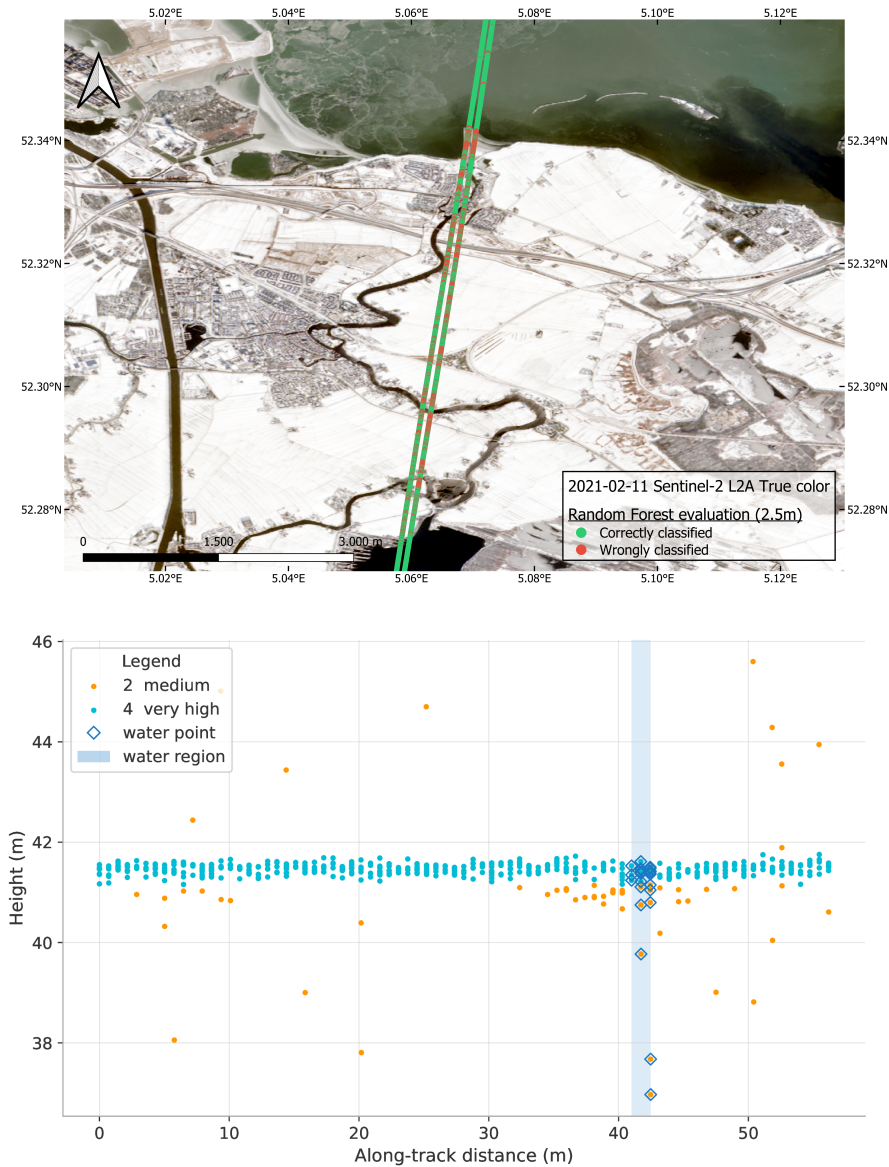 5.02°E 5.04°E 5.06°E 5.08°E 5.10°E 5.12°E
52.34°N 52.34°N
52.32°N 52.32°N
52.30°N 52.30°N
52.28°N 52.28°N
2021-02-11 Sentinel-2 L2A True color
Random Forest evaluation (2.5m)
Correctly classified
Wrongly classified
0 1.500 3.000 m
5.02°E 5.04°E 5.06°E 5.08°E 5.10°E 5.12°E
46
44
42
40
38
Height (m)
Legend
2 medium
4 very high
water point
water region
0 10 20 30 40 50
Along-track distance (m)